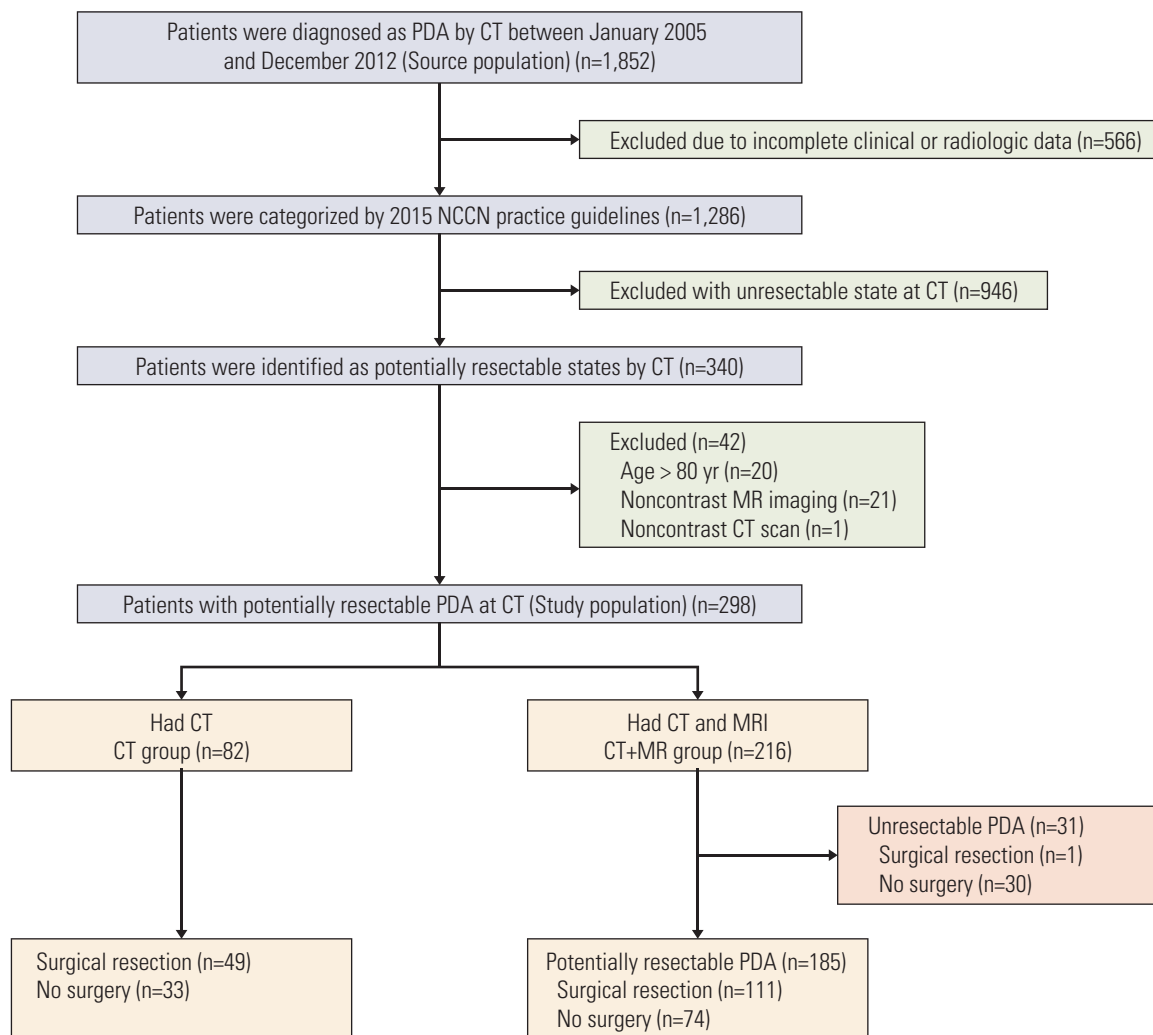 Patients were diagnosed as PDA by CT between January 2005
and December 2012 (Source population) (n=1,852)
Excluded due to incomplete clinical or radiologic data (n=566)
Patients were categorized by 2015 NCCN practice guidelines (n=1,286)
Excluded with unresectable state at CT (n=946)
Patients were identified as potentially resectable states by CT (n=340)
Excluded (n=42)
Age > 80 yr (n=20)
Noncontrast MR imaging (n=21)
Noncontrast CT scan (n=1)
Patients with potentially resectable PDA at CT (Study population) (n=298)
Had CT
CT group (n=82)
Had CT and MRI
CT+MR group (n=216)
Unresectable PDA (n=31)
Surgical resection (n=1)
No surgery (n=30)
Surgical resection (n=49)
No surgery (n=33)
Potentially resectable PDA (n=185)
Surgical resection (n=111)
No surgery (n=74)